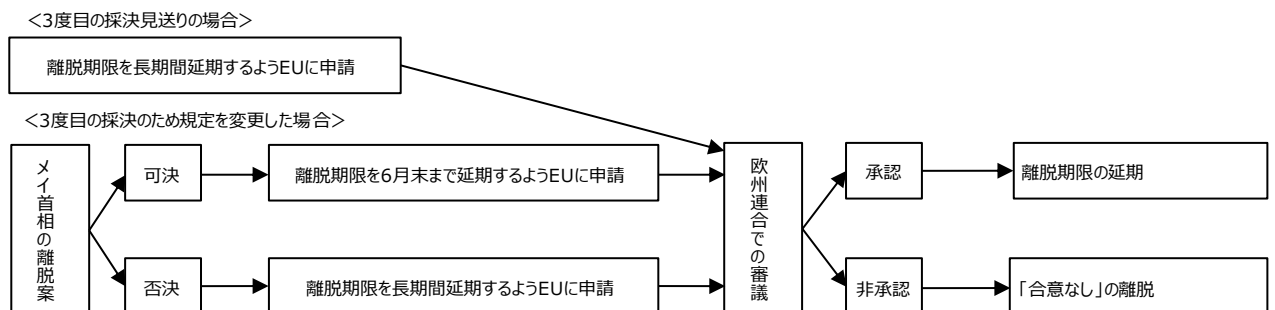 ＜3度目の採決見送りの場合＞
離脱期限を長期間延期するようEUに申請
＜3度目の採決のため規定を変更した場合＞
メイ首相の離脱案
可決
離脱期限を6月末まで延期するようEUに申請
欧州連合での審議
承認
離脱期限の延期
否決
離脱期限を長期間延期するようEUに申請
非承認
「合意なし」の離脱